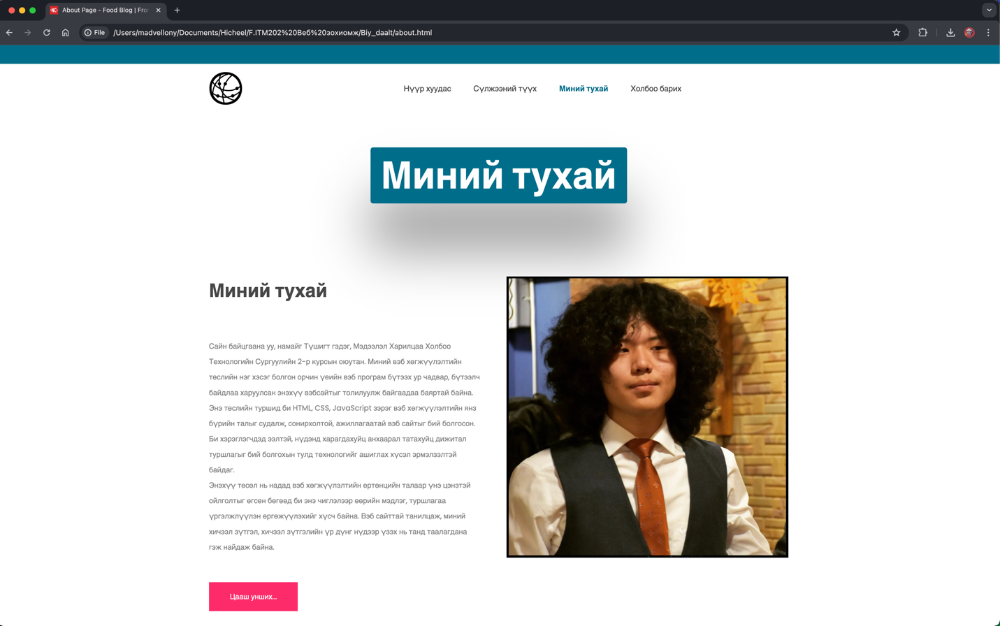 About Page - Food Blog | Fro
File
/Users/madvellony/Documents/Hicheel/F.ITM202%20Веб%20зохиомж/Biy_daalt/about.html
Нүүр хуудас
Сүлжээний түүх
Миний тухай
Холбоо барих
Миний тухай
Миний тухай
Сайн байцгаана уу, намайг Түшигт гэдэг, Мэдээлэл Харилцаа Холбоо
Технологийн Сургуулийн 2-р курсын оюутан. Миний вэб хөгжүүлэлтийн
төслийн нэг хэсэг болгон орчин үеийн вэб програм бүтээх ур чадвар, бүтээлч
байдлаа харуулсан энэхүү вэбсайтыг толилуулж байгаадаа баяртай байна.
Энэ төслийн туршид би HTML, CSS, JavaScript зэрэг вэб хөгжүүлэлтийн янз
бүрийн талыг судалж, сонирхолтой, ажиллагаатай вэб сайтыг бий болгосон.
Би хэрэглэгчдэд ээлтэй, нүдэнд харагдахуйц анхаарал татахуйц дижитал
туршлагыг бий болгохын тулд технологийг ашиглах хүсэл эрмэлзэлтэй
байдаг.
Энэхүү төсөл нь надад вэб хөгжүүлэлтийн ертөнцийн талаар үнэ цэнэтэй
ойлголтыг өгсөн бөгөөд би энэ чиглэлээр өөрийн мэдлэг, туршлагаа
үргэлжлүүлэн өргөжүүлэхийг хүсч байна. Вэб сайттай танилцаж, миний
хичээл зүтгэл, хичээл зүтгэлийн үр дүнг нүдээр үзэх нь танд таалагдана
гэж найдаж байна.
Цааш унших...